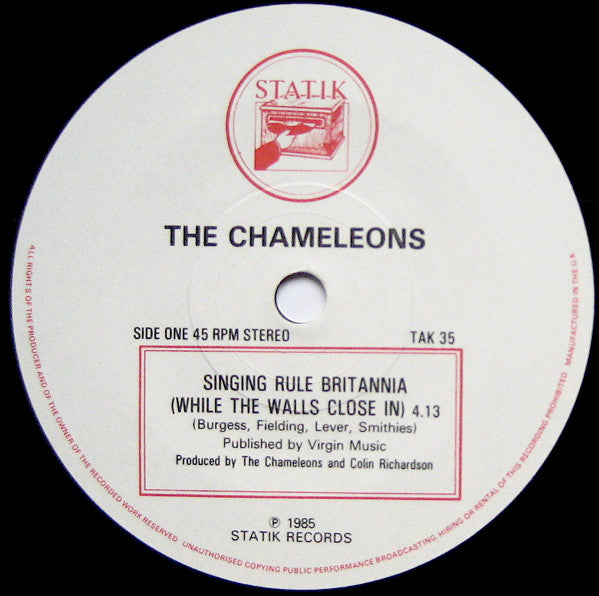 STATIK
THE CHAMELEONS
SIDE ONE 45 RPM STEREO TAK 35
SINGING RULE BRITANNIA
(WHILE THE WALLS CLOSE IN) 4.13
(Burgess, Fielding, Lever, Smithies)
Published by Virgin Music
Produced by The Chameleons and Colin Richardson
℗ 1985
STATIK RECORDS
ALL RIGHTS OF THE PRODUCER AND OF THE OWNER OF THE RECORDED WORK RESERVED UNAUTHORISED COPYING PUBLIC PERFORMANCE BROADCASTING, HIRING OR RENTAL OF THIS RECORDING PROHIBITED MANUFACTURED IN THE U.K.